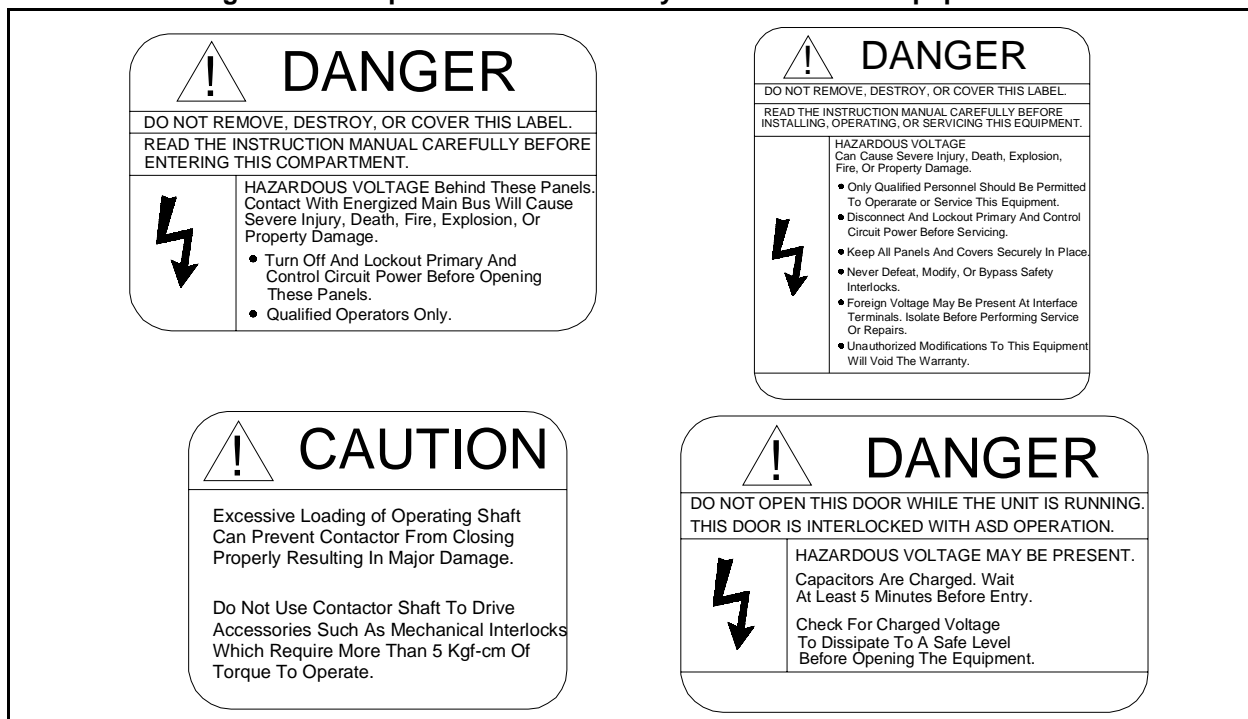 !
DANGER
DO NOT REMOVE, DESTROY, OR COVER THIS LABEL.
READ THE INSTRUCTION MANUAL CAREFULLY BEFORE
ENTERING THIS COMPARTMENT.
HAZARDOUS VOLTAGE Behind These Panels.
Contact With Energized Main Bus Will Cause
Severe Injury, Death, Fire, Explosion, Or
Property Damage.
• Turn Off And Lockout Primary And
Control Circuit Power Before Opening
These Panels.
• Qualified Operators Only.
!
DANGER
DO NOT REMOVE, DESTROY, OR COVER THIS LABEL.
READ THE INSTRUCTION MANUAL CAREFULLY BEFORE
INSTALLING, OPERATING, OR SERVICING THIS EQUIPMENT.
HAZARDOUS VOLTAGE
Can Cause Severe Injury, Death, Explosion,
Fire, Or Property Damage.
• Only Qualified Personnel Should Be Permitted
To Operarate or Service This Equipment.
• Disconnect And Lockout Primary And Control
Circuit Power Before Servicing.
• Keep All Panels And Covers Securely In Place.
• Never Defeat, Modify, Or Bypass Safety
Interlocks.
• Foreign Voltage May Be Present At Interface
Terminals. Isolate Before Performing Service
Or Repairs.
• Unauthorized Modifications To This Equipment
Will Void The Warranty.
!
CAUTION
Excessive Loading of Operating Shaft
Can Prevent Contactor From Closing
Properly Resulting In Major Damage.
Do Not Use Contactor Shaft To Drive
Accessories Such As Mechanical Interlocks
Which Require More Than 5 Kgf-cm Of
Torque To Operate.
!
DANGER
DO NOT OPEN THIS DOOR WHILE THE UNIT IS RUNNING.
THIS DOOR IS INTERLOCKED WITH ASD OPERATION.
HAZARDOUS VOLTAGE MAY BE PRESENT.
Capacitors Are Charged. Wait
At Least 5 Minutes Before Entry.
Check For Charged Voltage
To Dissipate To A Safe Level
Before Opening The Equipment.